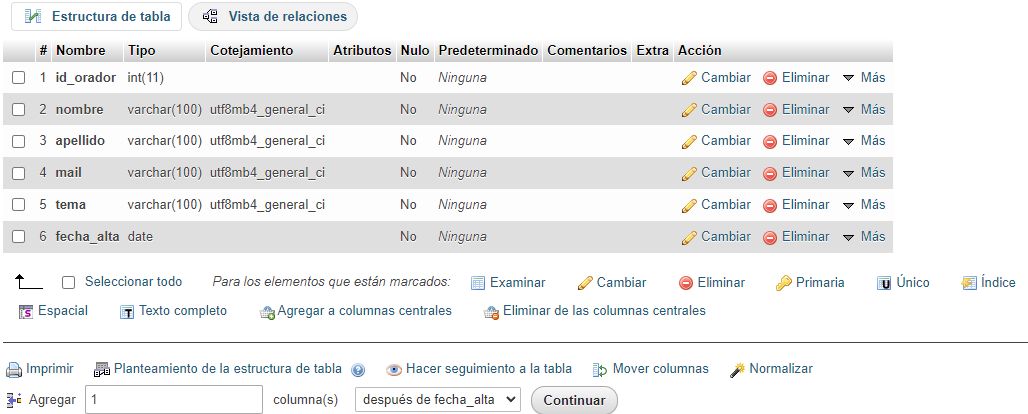 Estructura de tabla Vista de relaciones
# Nombre Tipo Cotejamiento Atributos Nulo Predeterminado Comentarios Extra Acción
1 id_orador int(11) No Ninguna Cambiar Eliminar Más
2 nombre varchar(100) utf8mb4_general_ci No Ninguna Cambiar Eliminar Más
3 apellido varchar(100) utf8mb4_general_ci No Ninguna Cambiar Eliminar Más
4 mail varchar(100) utf8mb4_general_ci No Ninguna Cambiar Eliminar Más
5 tema varchar(100) utf8mb4_general_ci No Ninguna Cambiar Eliminar Más
6 fecha_alta date No Ninguna Cambiar Eliminar Más
Seleccionar todo Para los elementos que están marcados: Examinar Cambiar Eliminar Primaria Único Índice
Espacial Texto completo Agregar a columnas centrales Eliminar de las columnas centrales
Imprimir Planteamiento de la estructura de tabla Hacer seguimiento a la tabla Mover columnas Normalizar
Agregar 1 columna(s) después de fecha_alta Continuar